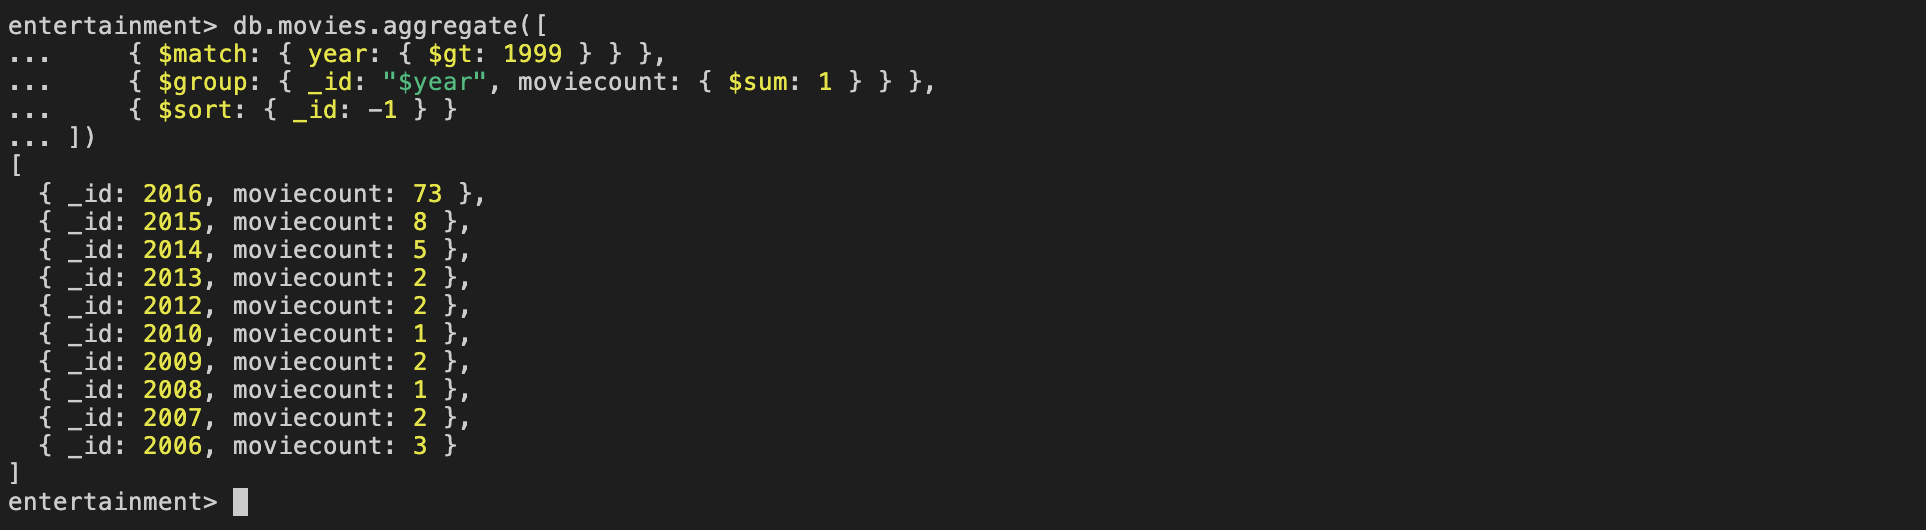 entertainment> db.movies.aggregate([
...     { $match: { year: { $gt: 1999 } } },
...     { $group: { _id: "$year", moviecount: { $sum: 1 } } },
...     { $sort: { _id: -1 } }
... ])
[
  { _id: 2016, moviecount: 73 },
  { _id: 2015, moviecount: 8 },
  { _id: 2014, moviecount: 5 },
  { _id: 2013, moviecount: 2 },
  { _id: 2012, moviecount: 2 },
  { _id: 2010, moviecount: 1 },
  { _id: 2009, moviecount: 2 },
  { _id: 2008, moviecount: 1 },
  { _id: 2007, moviecount: 2 },
  { _id: 2006, moviecount: 3 }
]
entertainment>